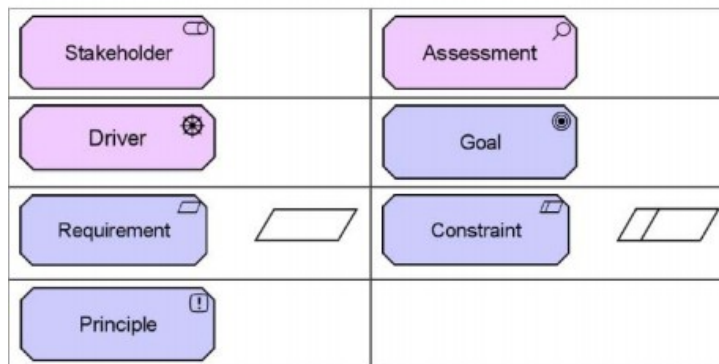 Stakeholder
Assessment
Driver
Goal
Requirement
Constraint
Principle